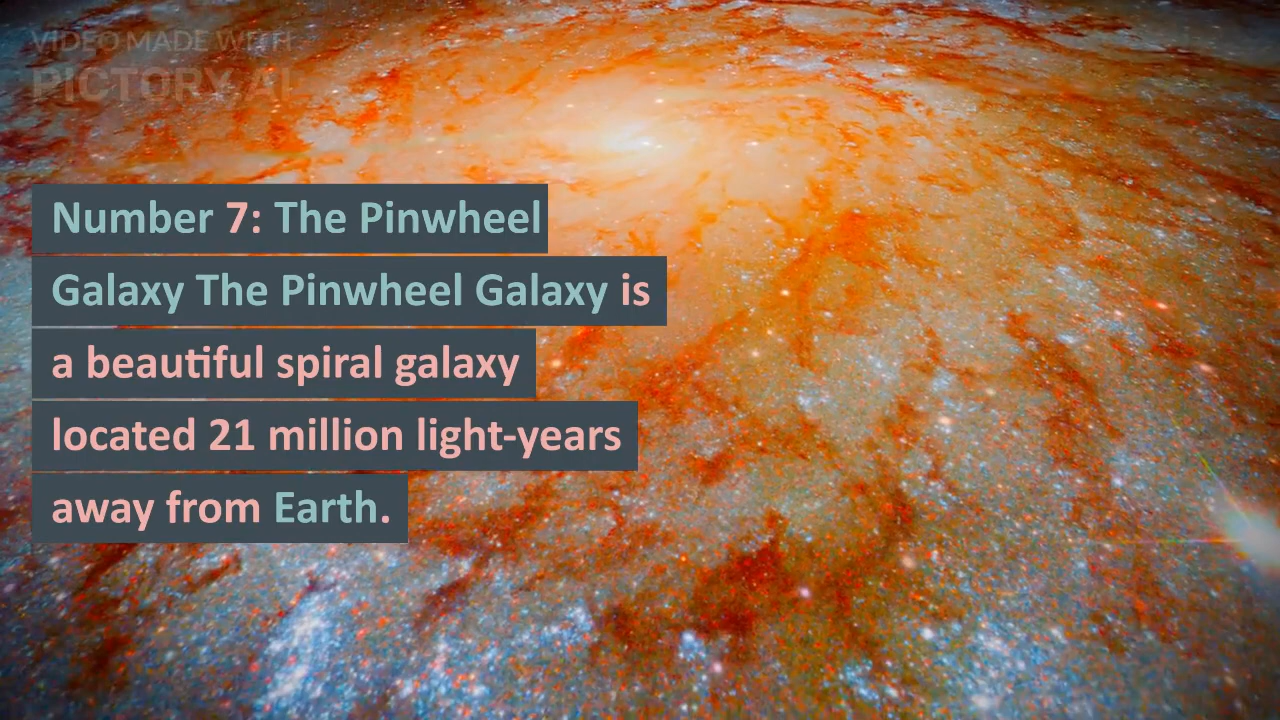 VIDEO MADE WITH
PICTORY.AI
Number 7: The Pinwheel
Galaxy The Pinwheel Galaxy is
a beautiful spiral galaxy
located 21 million light-years
away from Earth.